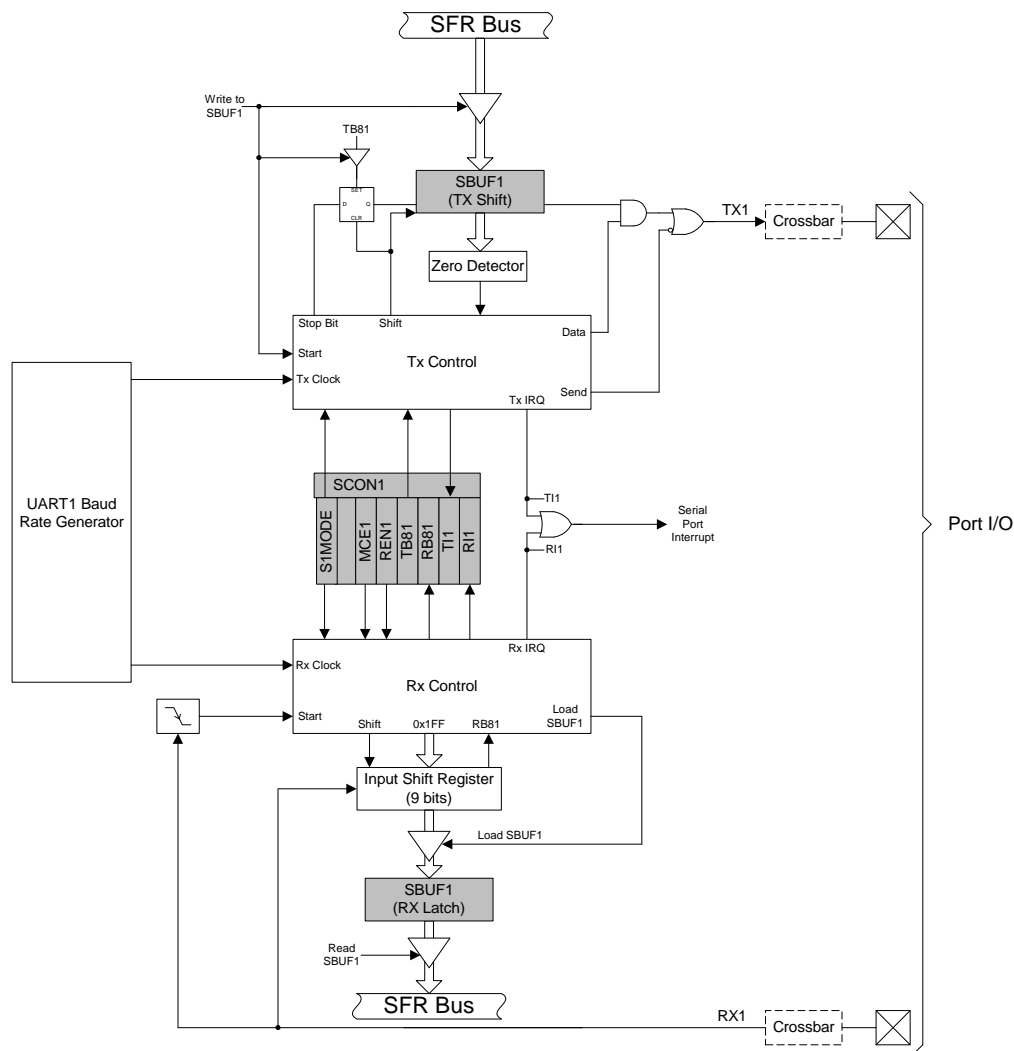 SFR Bus
Write to
SBUF1
TB81
SET
D Q
CLR
SBUF1
(TX Shift)
TX1
Crossbar
Zero Detector
Stop Bit
Shift
Data
Start
Tx Control
Tx Clock
Send
Tx IRQ
UART1 Baud
Rate Generator
SCON1
S1MODE
MCE1
REN1
TB81
RB81
TI1
RI1
TI1
RI1
Serial
Port
Interrupt
Port I/O
Rx IRQ
Rx Clock
Rx Control
Start
Load
SBUF1
Shift
0x1FF
RB81
Input Shift Register
(9 bits)
Load SBUF1
SBUF1
(RX Latch)
Read
SBUF1
SFR Bus
RX1
Crossbar